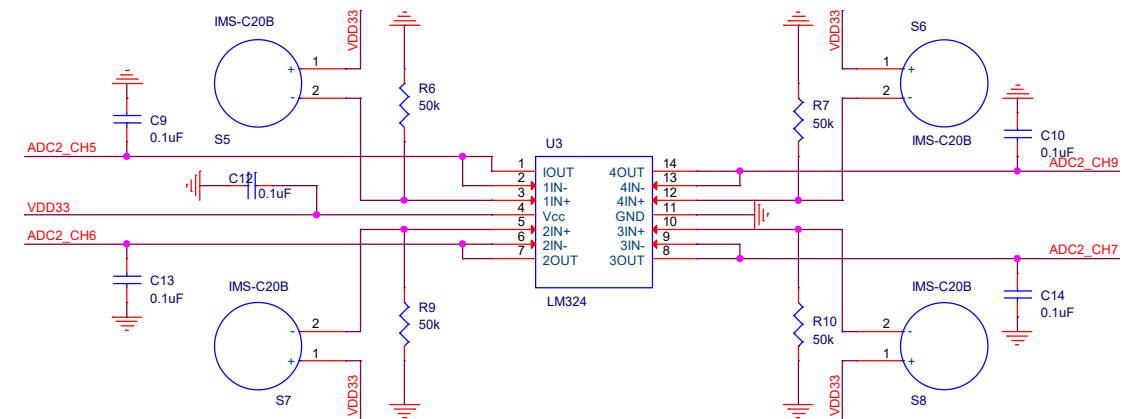 IMS-C20B
VDD33
S6
1
+
2
-
S5
R6
50k
C9
0.1uF
VDD33
1
+
2
-
IMS-C20B
R7
50k
C10
0.1uF
U3
ADC2_CH5
ADC2_CH9
C12
0.1uF
VDD33
ADC2_CH6
ADC2_CH7
1 IOUT 4OUT 14
2 1IN- 4IN- 13
3 1IN+ 4IN+ 12
4 Vcc GND 11
5 2IN+ 3IN+ 10
6 2IN- 3IN- 9
7 2OUT 3OUT 8
LM324
C13
0.1uF
IMS-C20B
2
-
1
+
S7
VDD33
R9
50k
R10
50k
IMS-C20B
2
-
1
+
S8
VDD33
C14
0.1uF